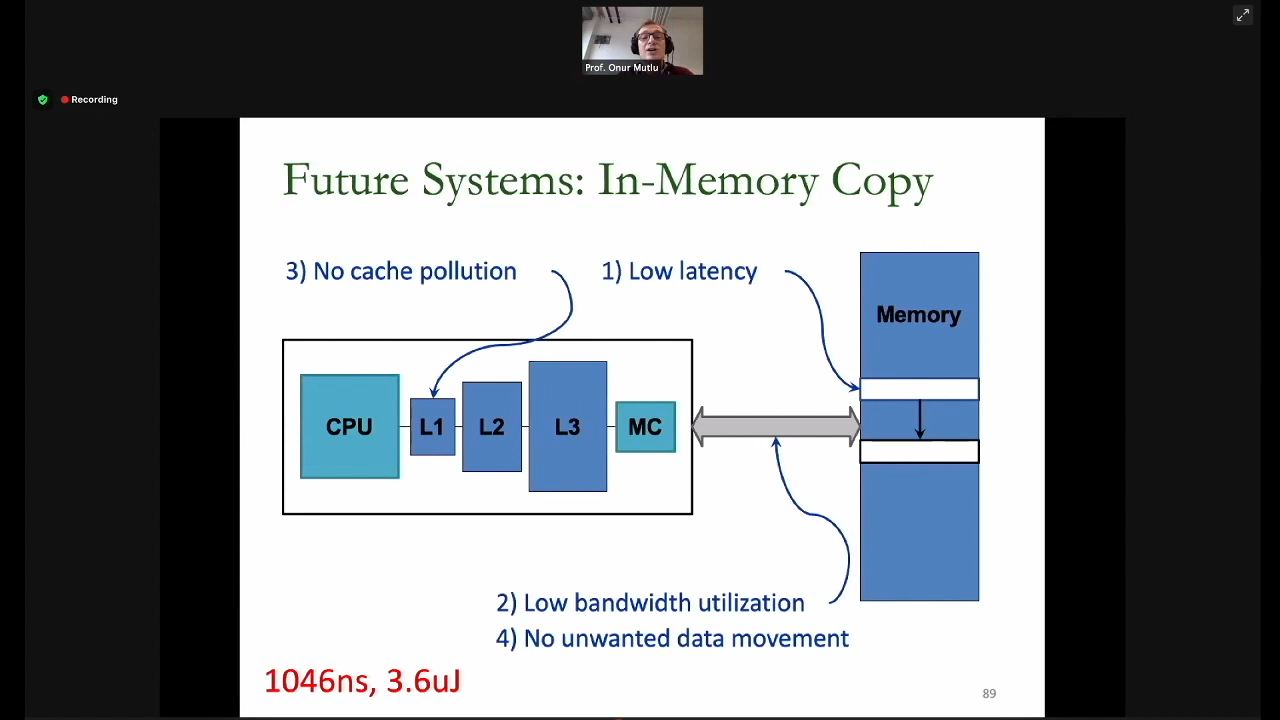 Prof. Onur Mutlu
Recording
Future Systems: In-Memory Copy
3) No cache pollution
1) Low latency
Memory
CPU
L1
L2
L3
MC
2) Low bandwidth utilization
4) No unwanted data movement
1046ns, 3.6uJ
89